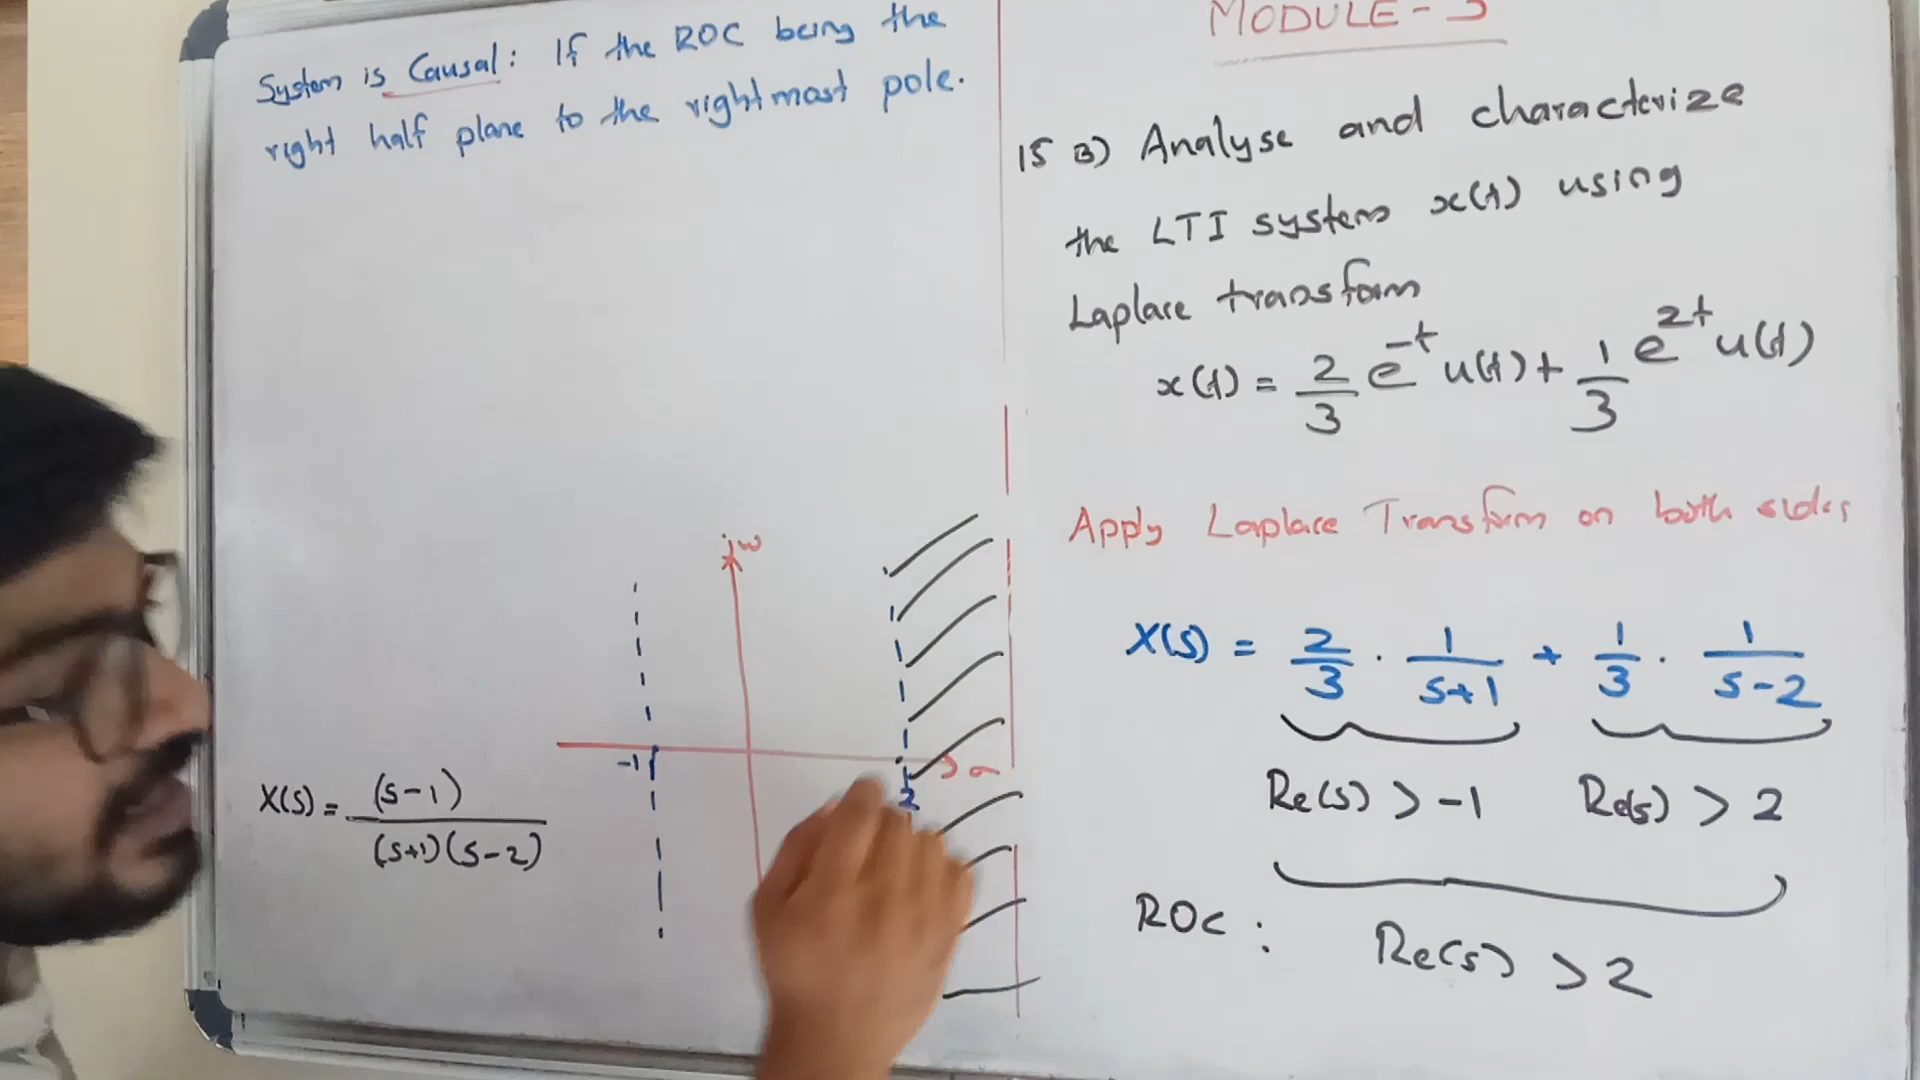 System is Causal: If the ROC being the
right half plane to the rightmost pole.
jw
-1
2
σ
X(s) = (s-1)
(s+1)(s-2)
MODULE - 5
15 B) Analyse and characterize
the LTI system x(t) using
Laplace transform
x(t) = 2/3 e^-t u(t) + 1/3 e^2t u(t)
Apply Laplace Transform on both sides
X(s) = 2/3 · 1/s+1 + 1/3 · 1/s-2
Re(s) > -1 Re(s) > 2
ROC : Re(s) > 2